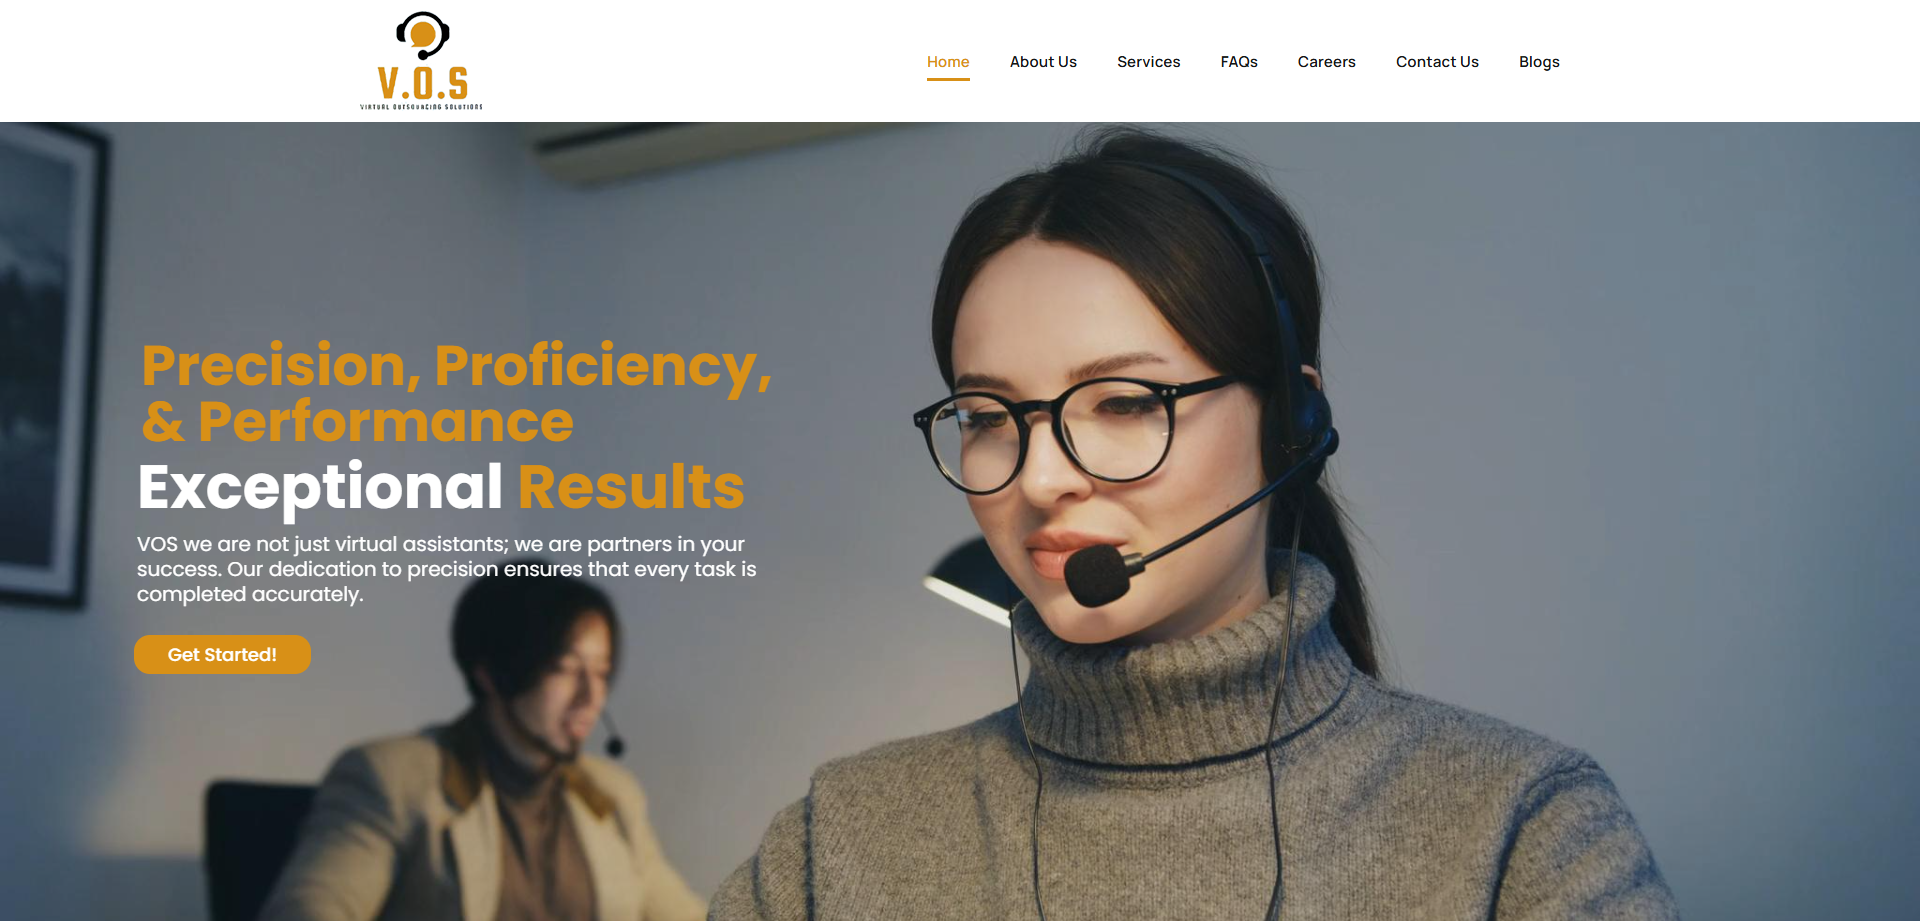 V.O.S
VIRTUAL OUTSOURCING SOLUTIONS
Home
About Us
Services
FAQs
Careers
Contact Us
Blogs
Precision, Proficiency,
& Performance
Exceptional Results
VOS we are not just virtual assistants; we are partners in your
success. Our dedication to precision ensures that every task is
completed accurately.
Get Started!